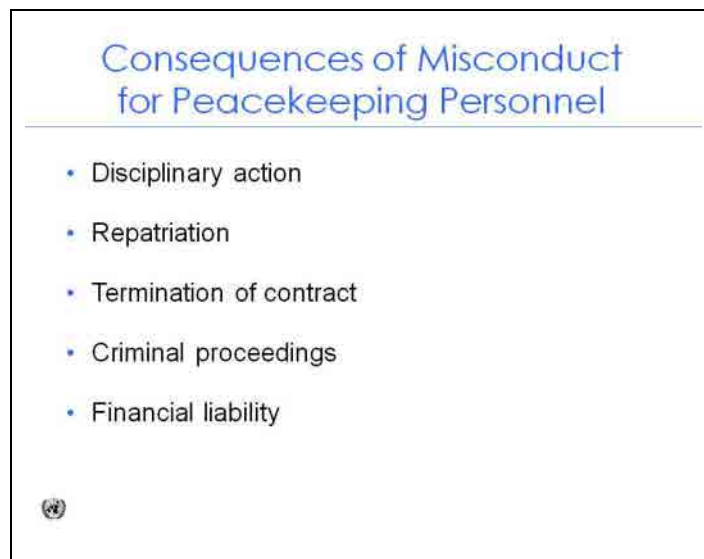 Consequences of Misconduct
for Peacekeeping Personnel
• Disciplinary action
• Repatriation
• Termination of contract
• Criminal proceedings
• Financial liability